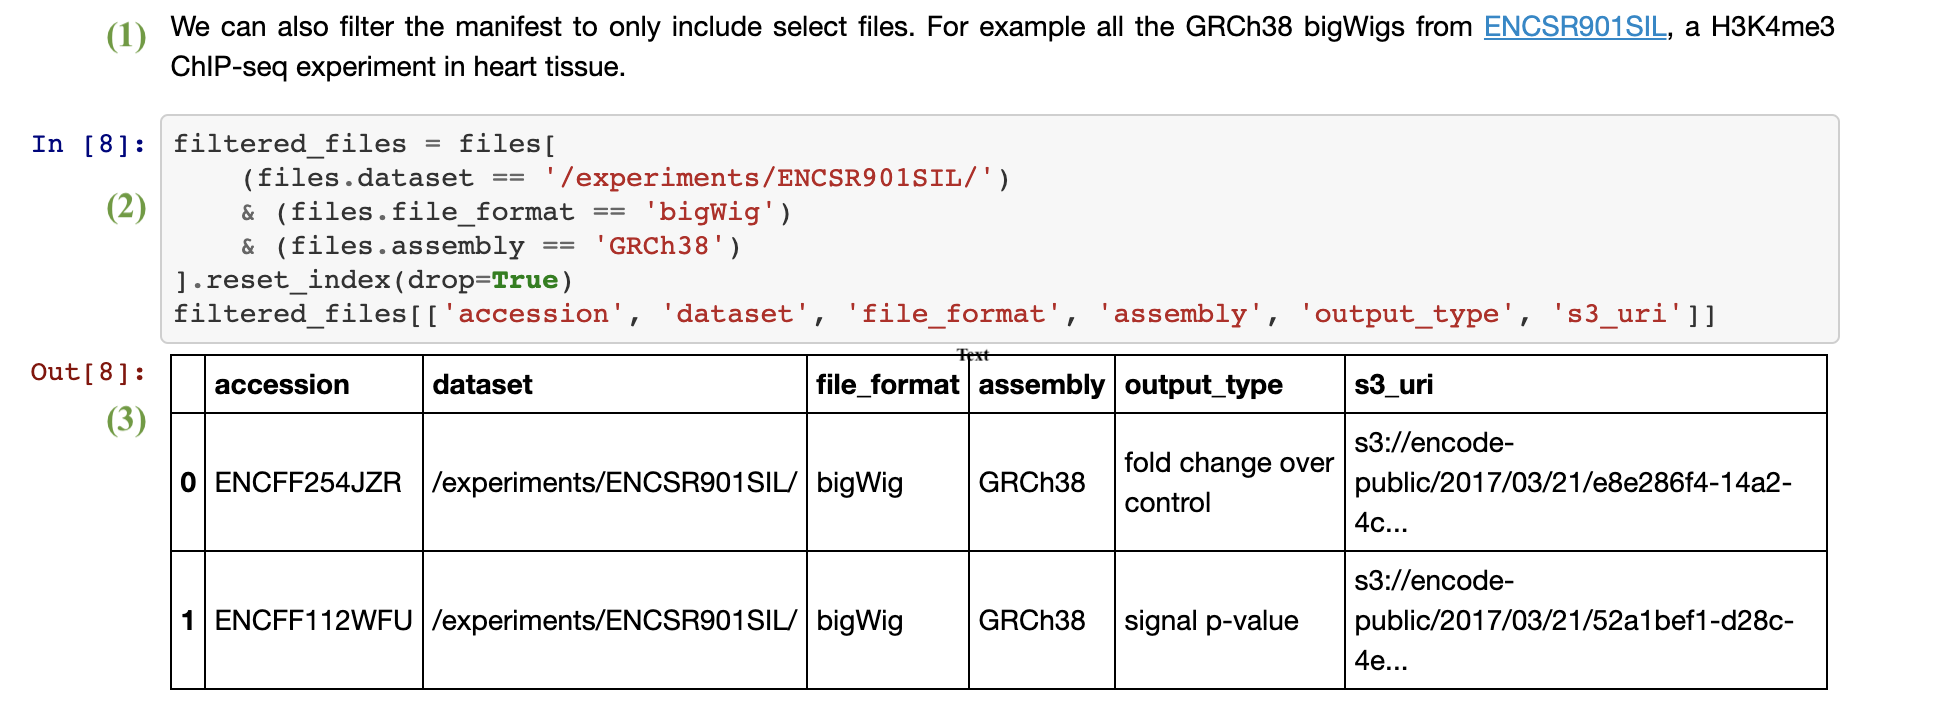 (1) We can also filter the manifest to only include select files. For example all the GRCh38 bigWigs from ENCSR901SIL, a H3K4me3
ChIP-seq experiment in heart tissue.
In [8]: filtered_files = files[
(files.dataset == '/experiments/ENCSR901SIL/')
(2) & (files.file_format == 'bigWig')
& (files.assembly == 'GRCh38')
].reset_index(drop=True)
filtered_files[['accession', 'dataset', 'file_format', 'assembly', 'output_type', 's3_uri']]
Text
Out[8]: accession dataset file_format assembly output_type s3_uri
(3)
0 ENCFF254JZR /experiments/ENCSR901SIL/ bigWig GRCh38 fold change over control s3://encode-
public/2017/03/21/e8e286f4-14a2-
4c...
1 ENCFF112WFU /experiments/ENCSR901SIL/ bigWig GRCh38 signal p-value s3://encode-
public/2017/03/21/52a1bef1-d28c-
4e...